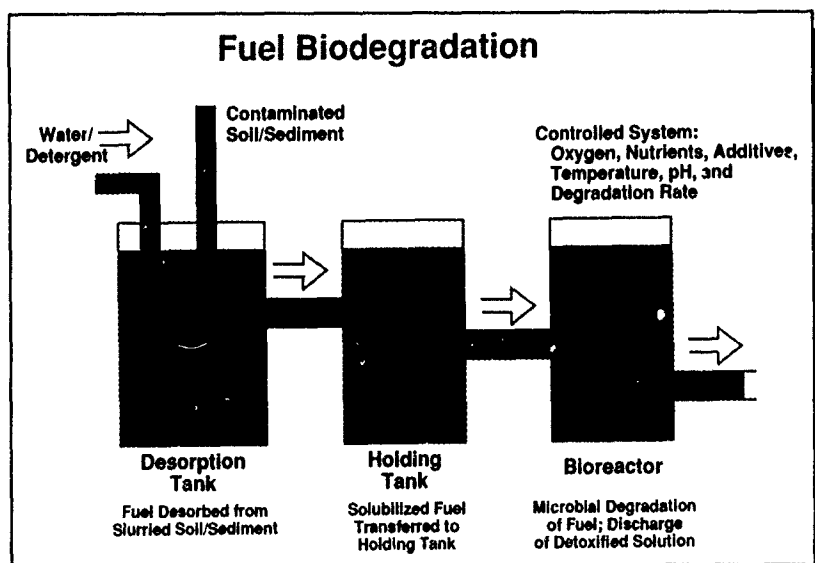 Fuel Biodegradation
Water/
Detergent
Contaminated
Soil/Sediment
Controlled System:
Oxygen, Nutrients, Additives,
Temperature, pH, and
Degradation Rate
Desorption
Tank
Fuel Desorbed from
Slurried Soil/Sediment
Holding
Tank
Solubilized Fuel
Transferred to
Holding Tank
Bioreactor
Microbial Degradation
of Fuel; Discharge
of Detoxified Solution